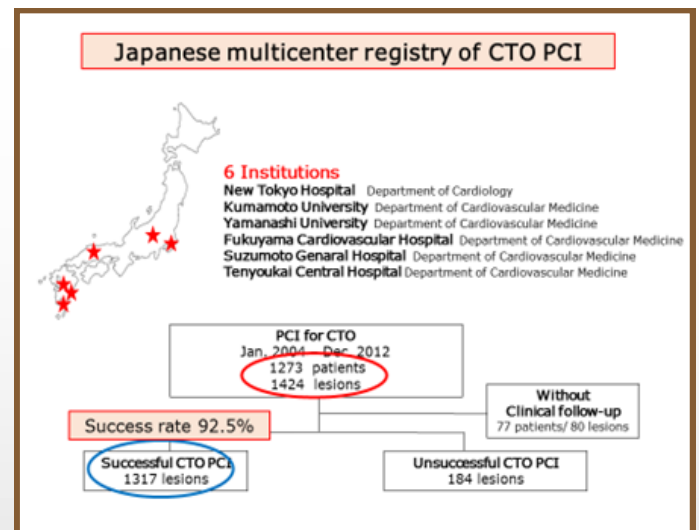 Japanese multicenter registry of CTO PCI
6 Institutions
New Tokyo Hospital Department of Cardiology
Kumamoto University Department of Cardiovascular Medicine
Yamanashi University Department of Cardiovascular Medicine
Fukuyama Cardiovascular Hospital Department of Cardiovascular Medicine
Suzumoto Genaral Hospital Department of Cardiovascular Medicine
Tenyoukai Central Hospital Department of Cardiovascular Medicine
PCI for CTO
Jan. 2004 – Dec. 2012
1273 patients
1424 lesions
Without
Clinical follow-up
77 patients/ 80 lesions
Success rate 92.5%
Successful CTO PCI
1317 lesions
Unsuccessful CTO PCI
184 lesions